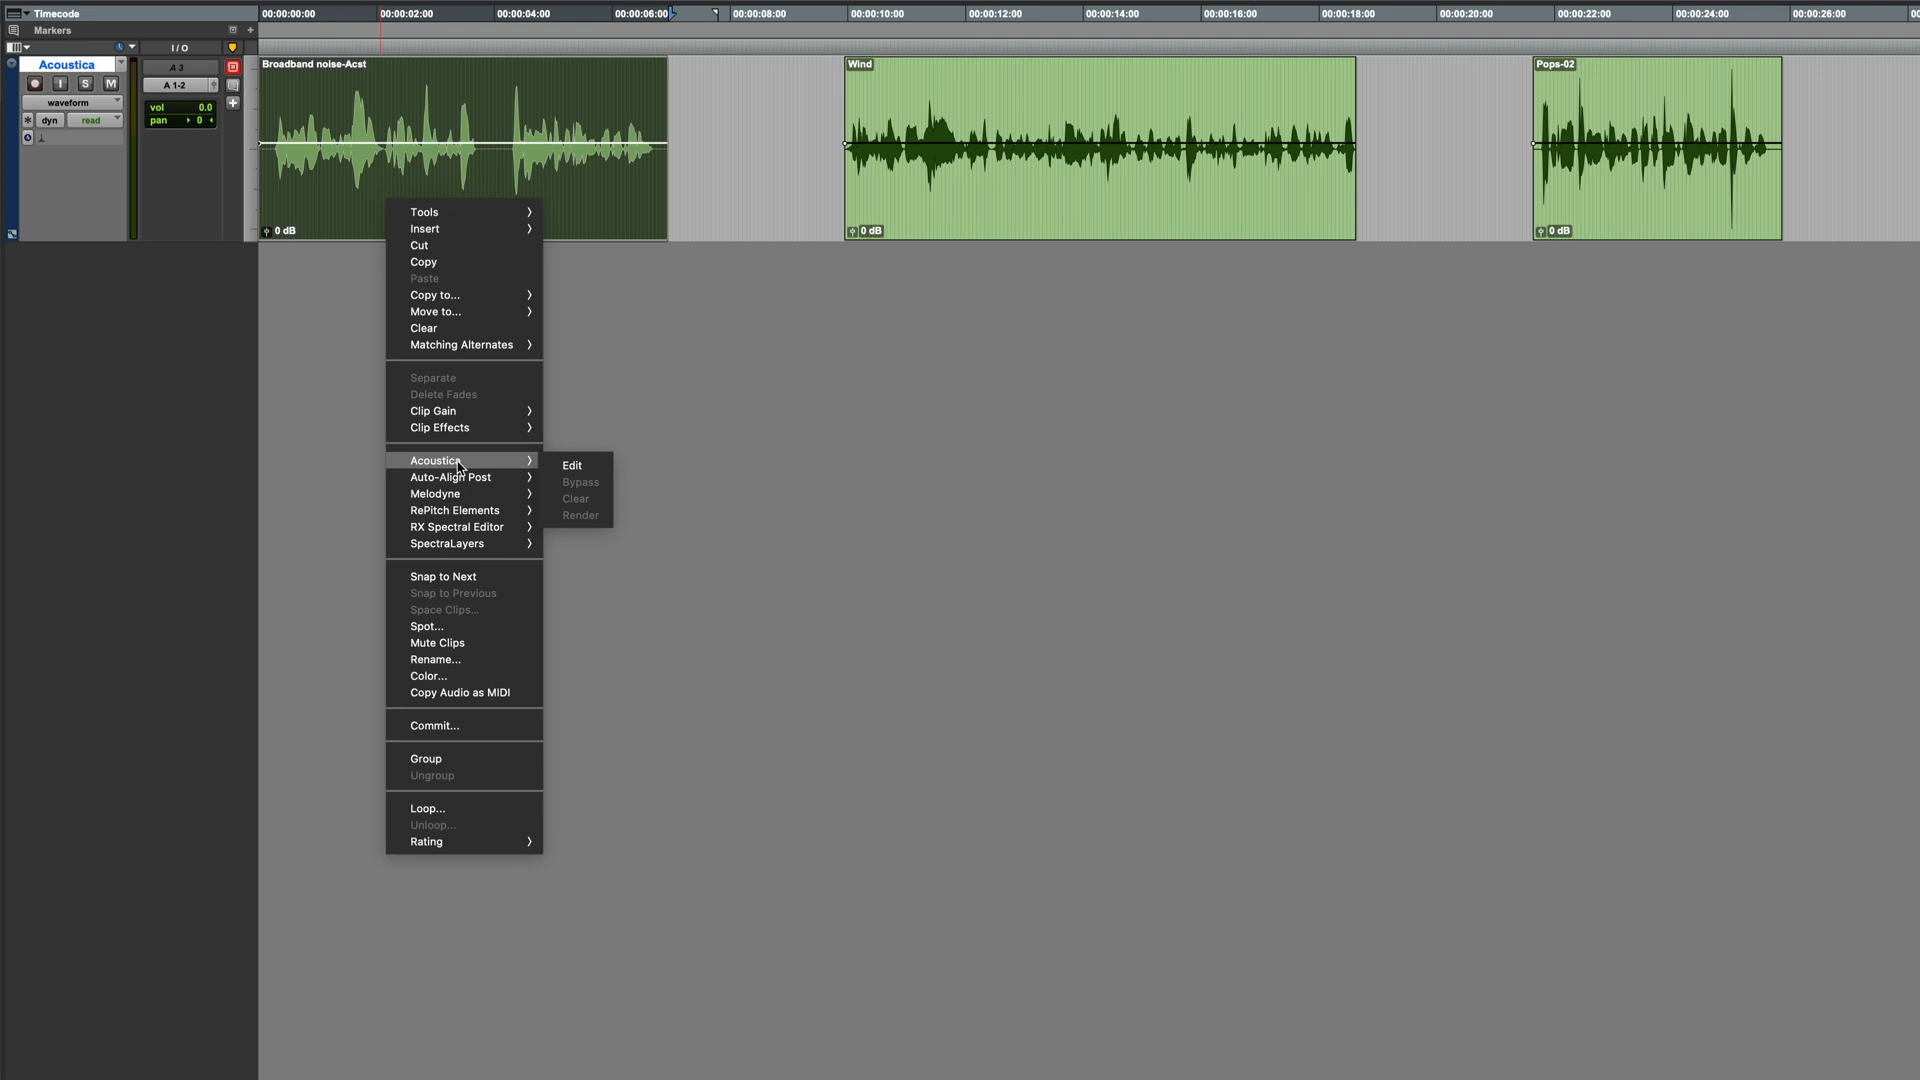 Timecode
00:00:00:00 00:00:02:00 00:00:04:00 00:00:06:00 00:00:08:00 00:00:10:00 00:00:12:00 00:00:14:00 00:00:16:00 00:00:18:00 00:00:20:00 00:00:22:00 00:00:24:00 00:00:26:00 00
Markers
I / O
Acoustica
A 3
I S M
A 1-2
waveform
vol 0.0
dyn read
pan 0
Broadband noise-Acst
0 dB
Wind
0 dB
Pops-02
0 dB
Tools
Insert
Cut
Copy
Paste
Copy to...
Move to...
Clear
Matching Alternates
Separate
Delete Fades
Clip Gain
Clip Effects
Acoustica
Auto-Align Post
Melodyne
RePitch Elements
RX Spectral Editor
SpectraLayers
Snap to Next
Snap to Previous
Space Clips...
Spot...
Mute Clips
Rename...
Color...
Copy Audio as MIDI
Commit...
Group
Ungroup
Loop...
Unloop...
Rating
Edit
Bypass
Clear
Render